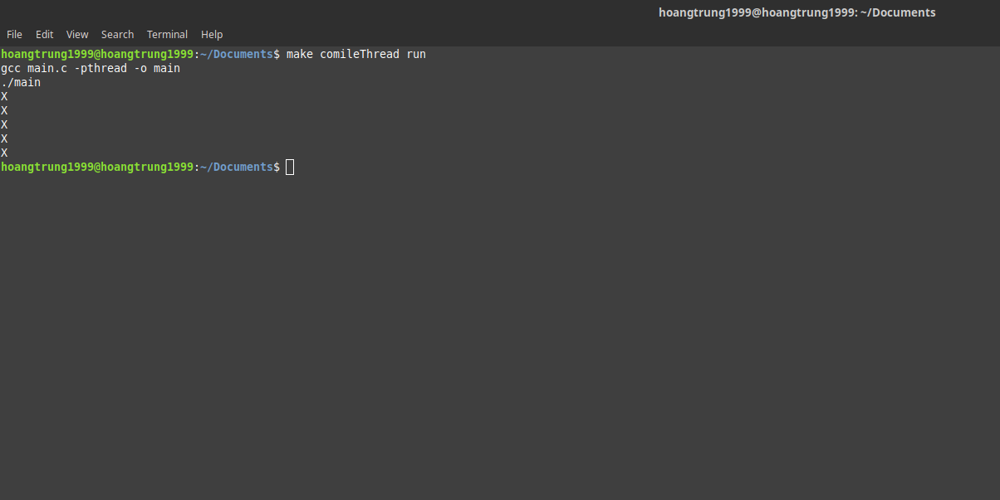 hoangtrung1999@hoangtrung1999: ~/Documents
File Edit View Search Terminal Help
hoangtrung1999@hoangtrung1999:~/Documents$ make comileThread run
gcc main.c -pthread -o main
./main
X
X
X
X
X
hoangtrung1999@hoangtrung1999:~/Documents$